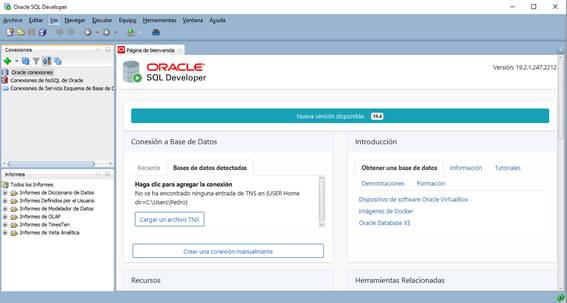 Oracle SQL Developer
Archivo Editar Ver Navegar Ejecutar Equipo Herramientas Ventana Ayuda
Conexiones
Oracle conexiones
Conexiones de NoSQL de Oracle
Conexiones de Servicio Esquema de Base de D
Informes
Todos los Informes
Informes de Diccionario de Datos
Informes Definidos por el Usuario
Informes de Modelador de Datos
Informes de OLAP
Informes de TimesTen
Informes de Vista Analítica
Página de bienvenida
ORACLE
SQL Developer
Versión: 19.2.1.247.2212
Nueva versión disponible. 19.4
Conexión a Base de Datos
Reciente Bases de datos detectadas
Haga clic para agregar la conexión
No se ha encontrado ninguna entrada de TNS en (USER Home
dir=C:\Users\Pedro)
Cargar un archivo TNS
Crear una conexión manualmente
Recursos
Introducción
Obtener una base de datos Información Tutoriales
Demostraciones Formación
Dispositivo de software Oracle VirtualBox
Imágenes de Docker
Oracle Database XE
Herramientas Relacionadas